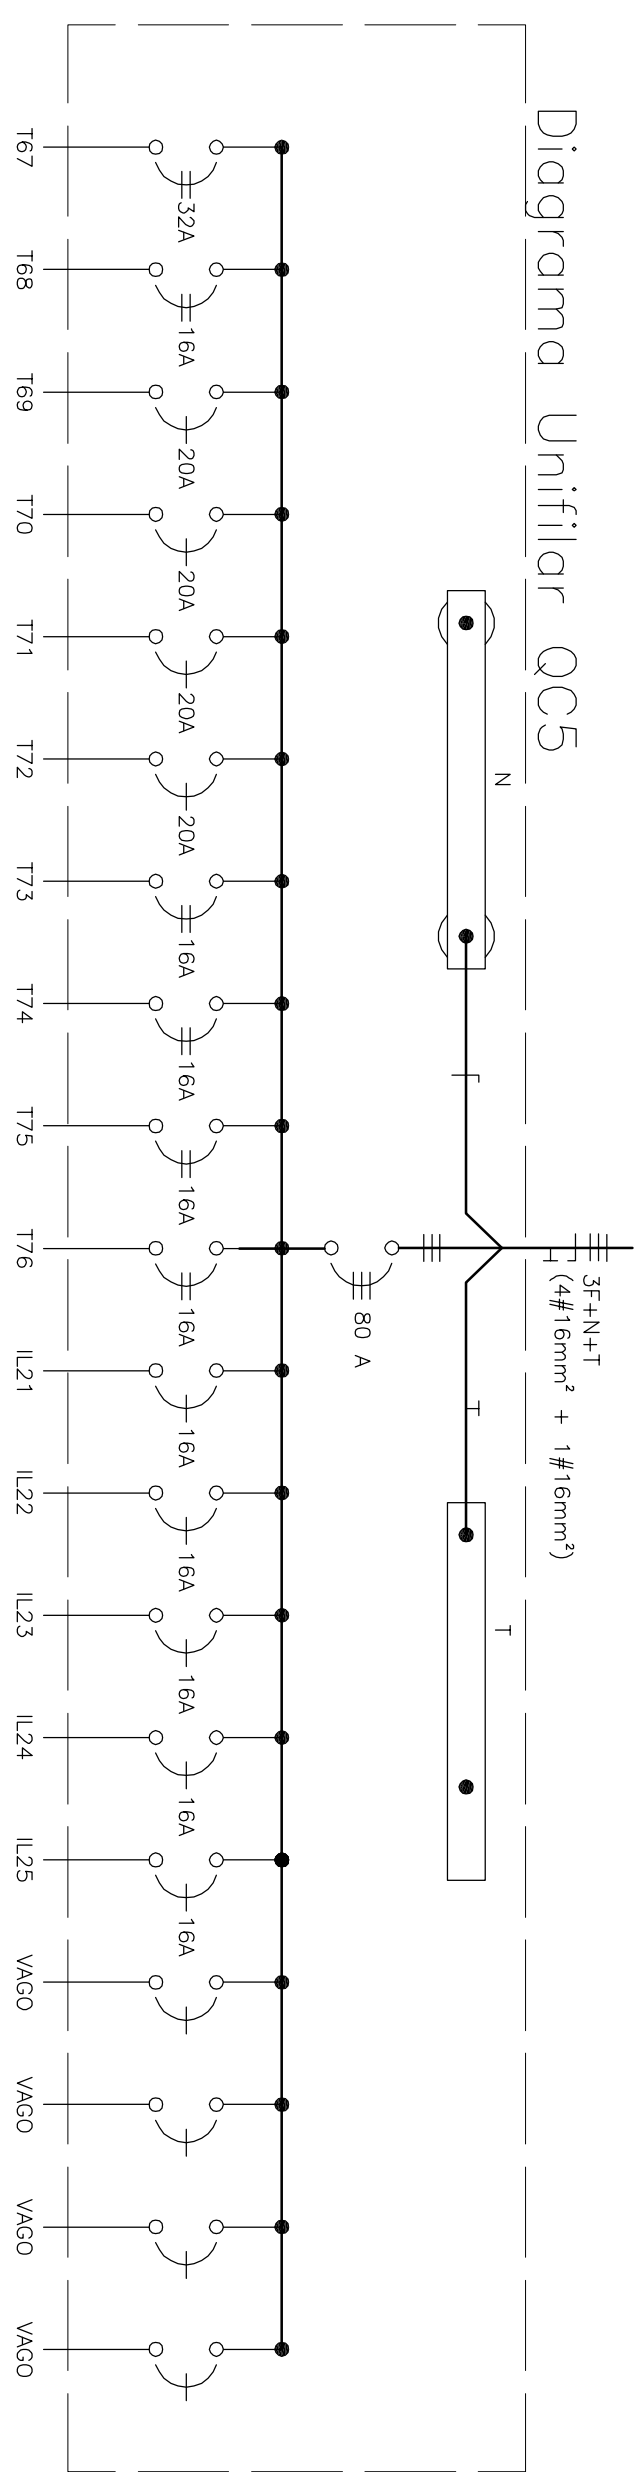 Diagrama Unifilar QC5
3F+N+T
(4#16mm² + 1#16mm²)
N
T
80 A
32A
16A
20A
20A
20A
20A
16A
16A
16A
16A
16A
16A
16A
16A
16A
T67
T68
T69
T70
T71
T72
T73
T74
T75
T76
IL21
IL22
IL23
IL24
IL25
VAGO
VAGO
VAGO
VAGO